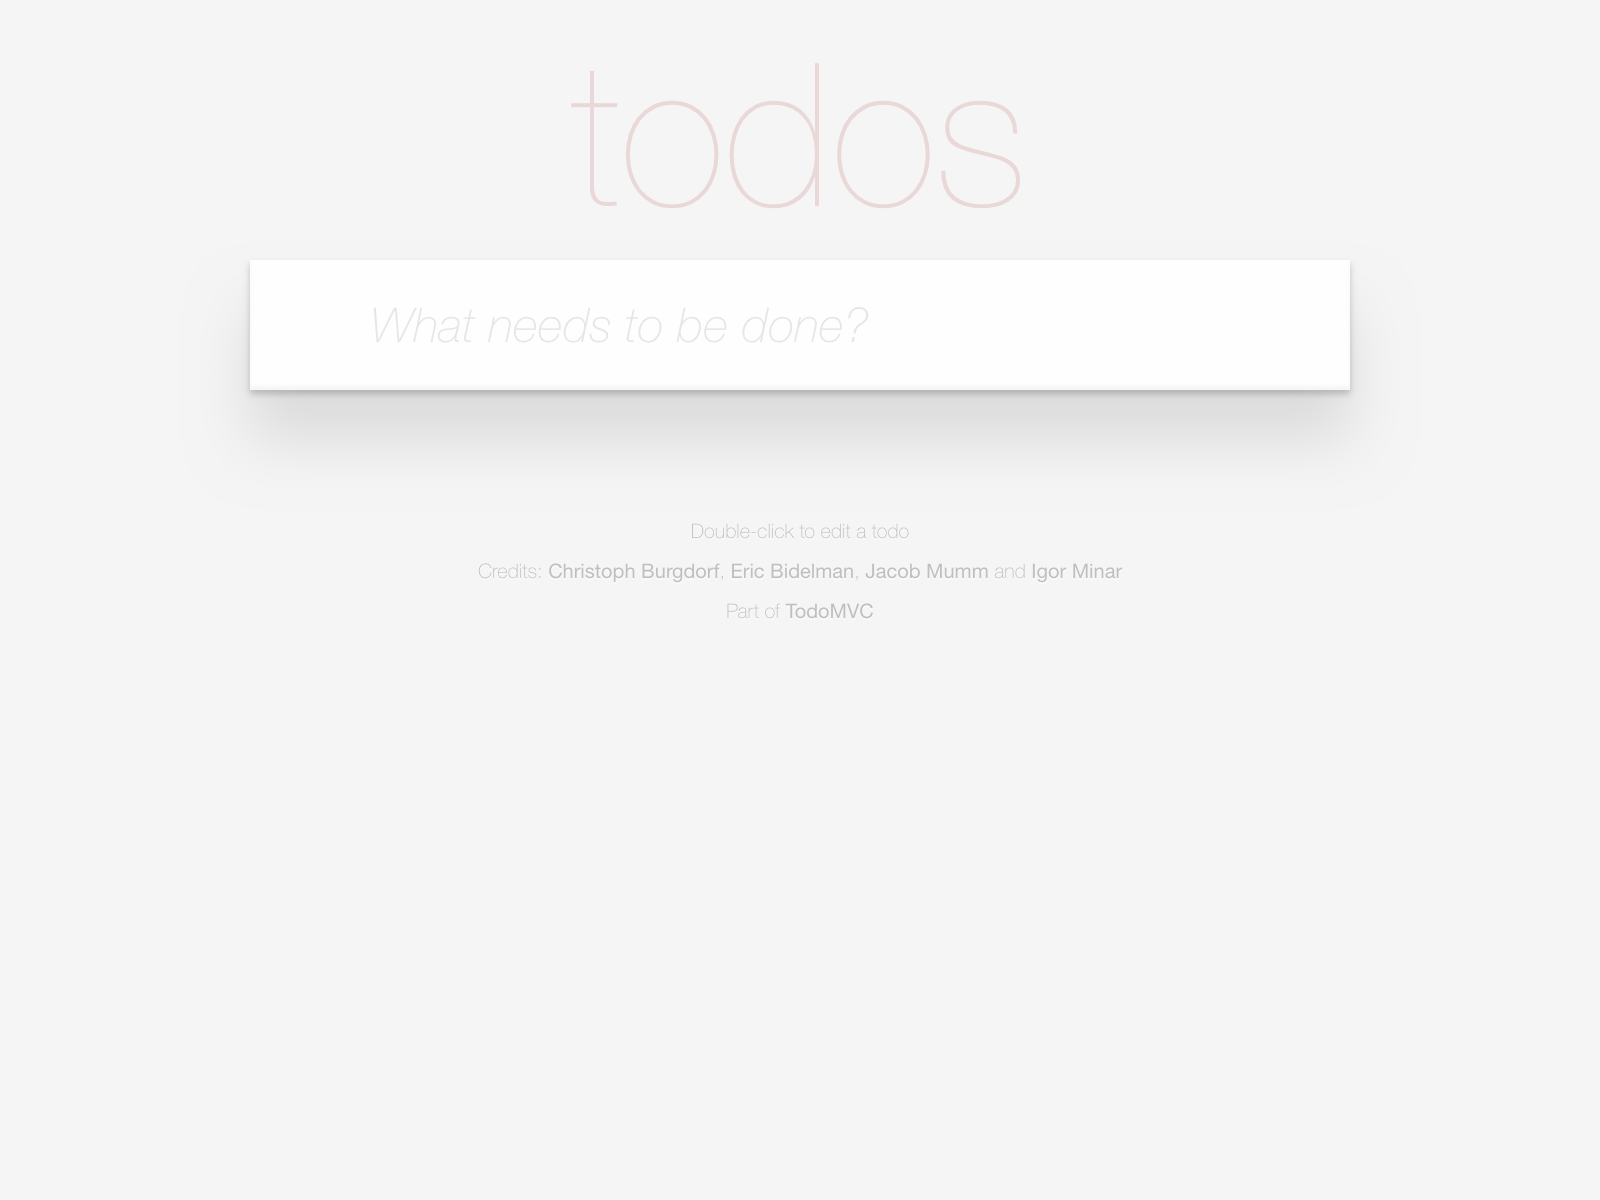 todos
What needs to be done?
Double-click to edit a todo
Credits: Christoph Burgdorf, Eric Bidelman, Jacob Mumm and Igor Minar
Part of TodoMVC